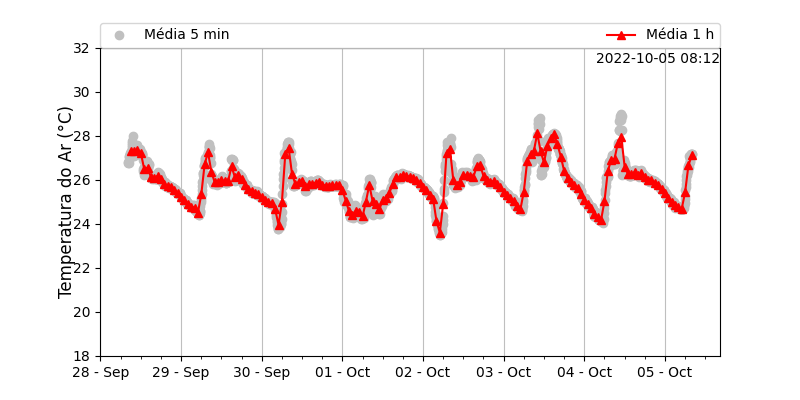 Média 5 min
Média 1 h
2022-10-05 08:12
Temperatura do Ar (°C)
32
30
28
26
24
22
20
18
28 - Sep
29 - Sep
30 - Sep
01 - Oct
02 - Oct
03 - Oct
04 - Oct
05 - Oct